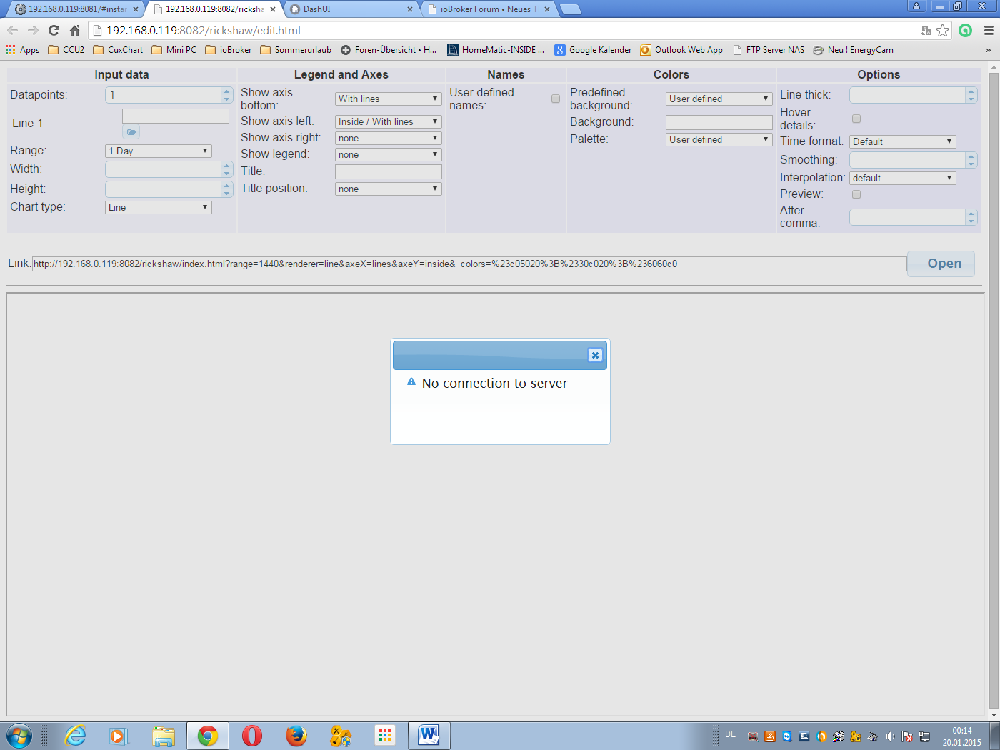 192.168.0.119:8081/#instar
192.168.0.119:8082/ricksha
DashUI
ioBroker Forum • Neues T
192.168.0.119:8082/rickshaw/edit.html
Apps CCU2 CuxChart Mini PC ioBroker Sommerurlaub Foren-Übersicht • H... HomeMatic-INSIDE ... Google Kalender Outlook Web App FTP Server NAS Neu ! EnergyCam »
Input data
Datapoints: 1
Line 1
Range: 1 Day
Width:
Height:
Chart type: Line
Legend and Axes
Show axis
bottom: With lines
Show axis left: Inside / With lines
Show axis right: none
Show legend: none
Title:
Title position: none
Names
User defined
names:
Colors
Predefined
background: User defined
Background:
Palette: User defined
Options
Line thick:
Hover
details:
Time format: Default
Smoothing:
Interpolation: default
Preview:
After
comma:
Link: http://192.168.0.119:8082/rickshaw/index.html?range=1440&renderer=line&axeX=lines&axeY=inside&_colors=%23c05020%3B%2330c020%3B%236060c0 Open
No connection to server
DE
00:14
20.01.2015